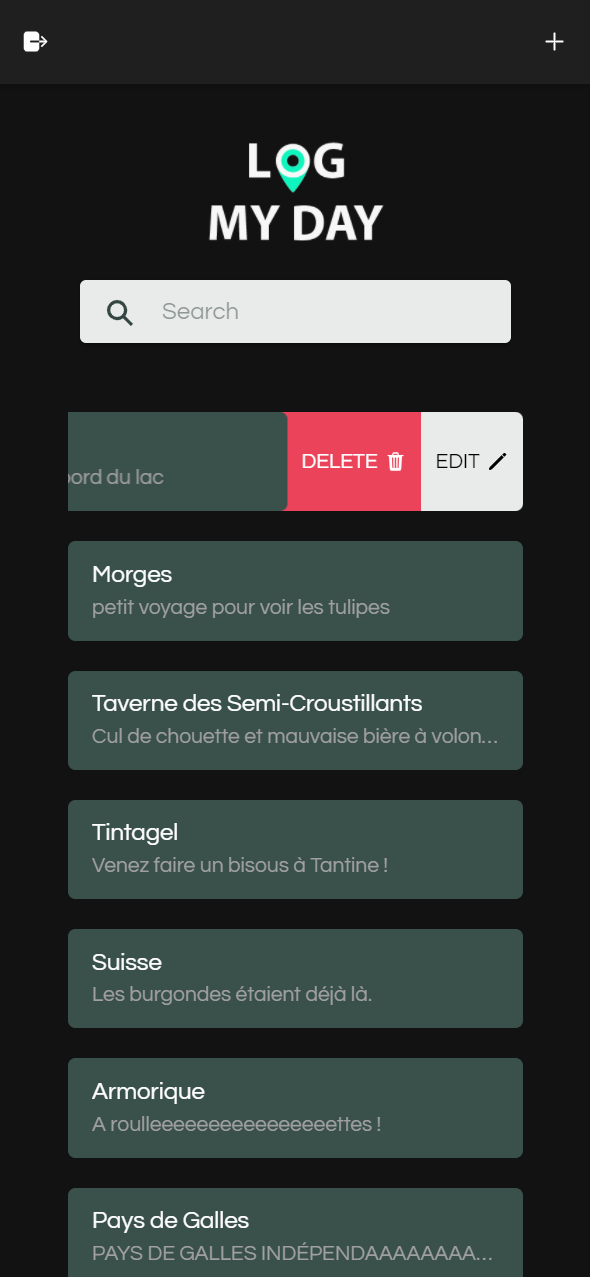 LOG
MY DAY
Search
bord du lac
DELETE
EDIT
Morges
petit voyage pour voir les tulipes
Taverne des Semi-Croustillants
Cul de chouette et mauvaise bière à volon...
Tintagel
Venez faire un bisous à Tantine !
Suisse
Les burgondes étaient déjà là.
Armorique
A roulleeeeeeeeeeeeeeeettes !
Pays de Galles
PAYS DE GALLES INDÉPENDAAAAAAAA...